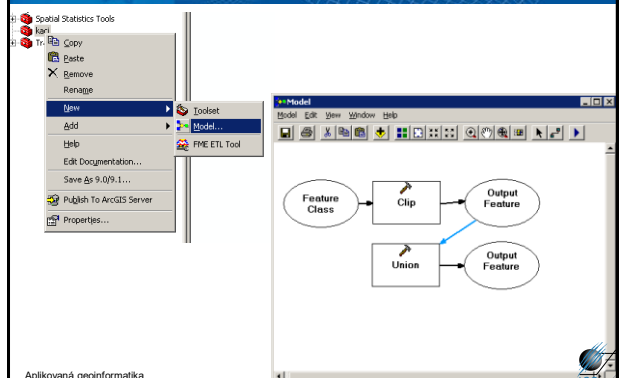 Spatial Statistics Tools
karl
Copy
Paste
Remove
Rename
New
Add
Help
Edit Documentation...
Save As 9.0/9.1...
Publish To ArcGIS Server
Properties...
Toolset
Model...
FME ETL Tool
Model
Model Edit View Window Help
Feature
Class
Clip
Output
Feature
Union
Output
Feature
Aplikovaná geoinformatika